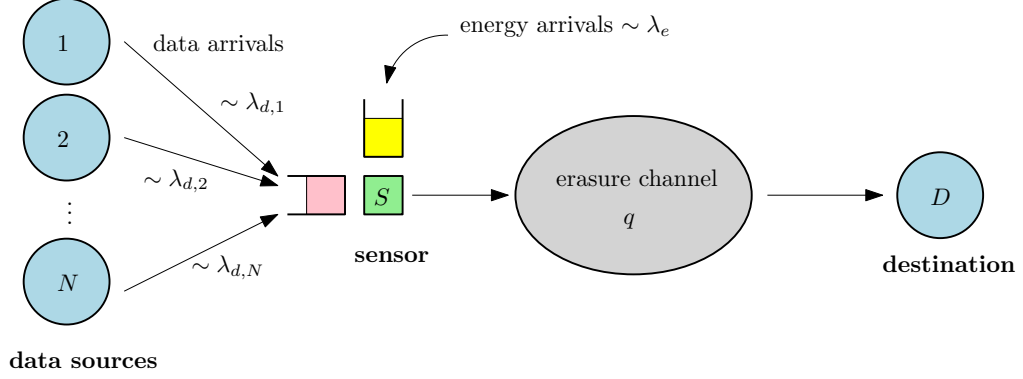 energy arrivals ∼ λ_e
1
data arrivals
∼ λ_{d,1}
2
∼ λ_{d,2}
⋮
S
erasure channel
q
D
sensor
∼ λ_{d,N}
destination
N
data sources